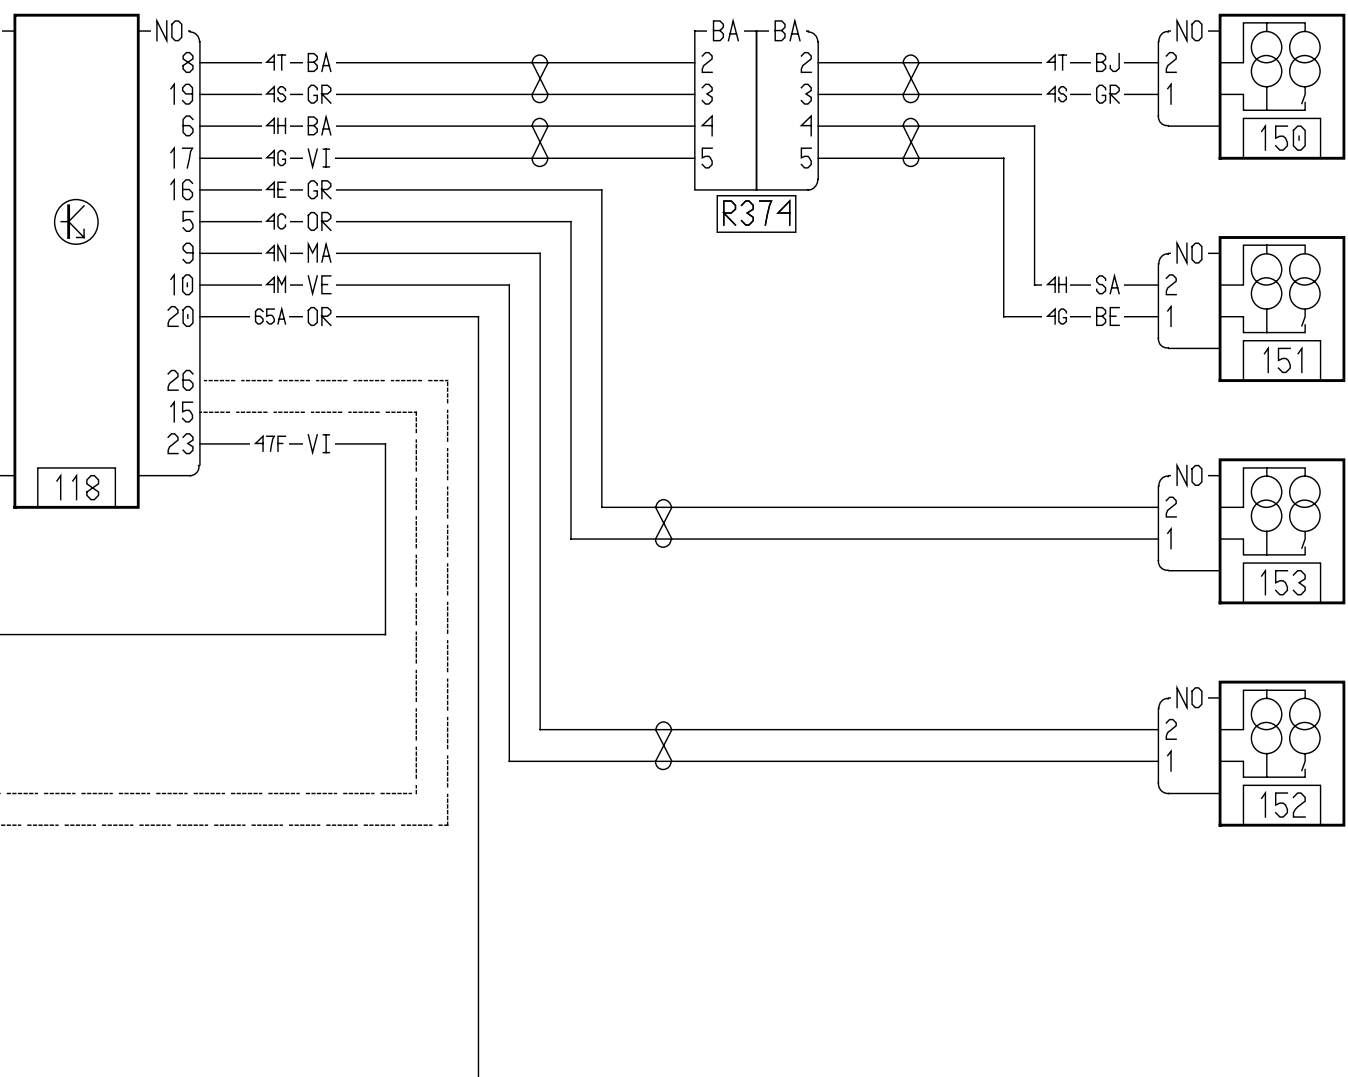 NO BA BA NO
8 4T BA 2 2 4T BJ 2
19 4S GR 3 3 4S GR 1
6 4H BA 4 4
150
17 4G VI 5 5
16 4E GR
R374
5 4C OR
9 4N MA NO
10 4M VE 4H SA 2
20 65A OR 4G BE 1
151
26
15
23 47F VI
NO
118
2
1
153
NO
2
1
152